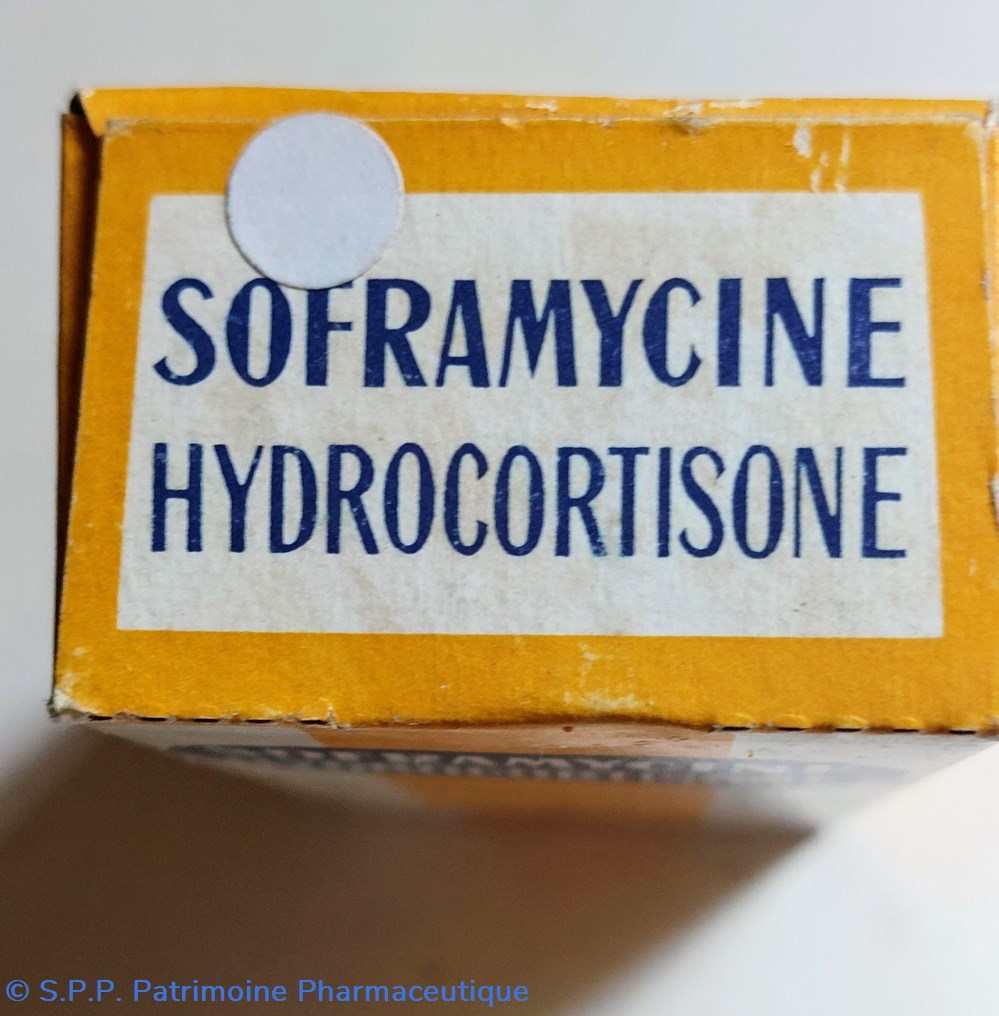 SOFRAMYCINE
HYDROCORTISONE
© S.P.P. Patrimoine Pharmaceutique